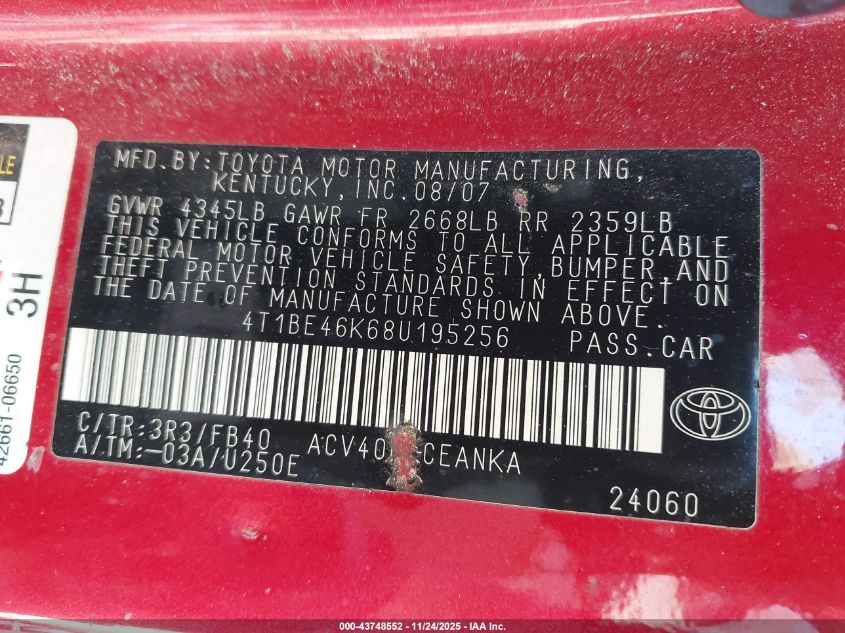 MFD.BY:TOYOTA MOTOR MANUFACTURING,
KENTUCKY,INC. 08/07
GVWR 4345LB GAWR FR 2668LB RR 2359LB
THIS VEHICLE CONFORMS TO ALL APPLICABLE
FEDERAL MOTOR VEHICLE SAFETY,BUMPER,AND
THEFT PREVENTION STANDARDS IN EFFECT ON
THE DATE OF MANUFACTURE SHOWN ABOVE.
4T1BE46K68U195256 PASS.CAR
C/TR:3R3/FB40 ACV40 CEANKA
A/TM:-03A/U250E
24060
3H
42661-06650
000-43748552 - 11/24/2025 - IAA Inc.